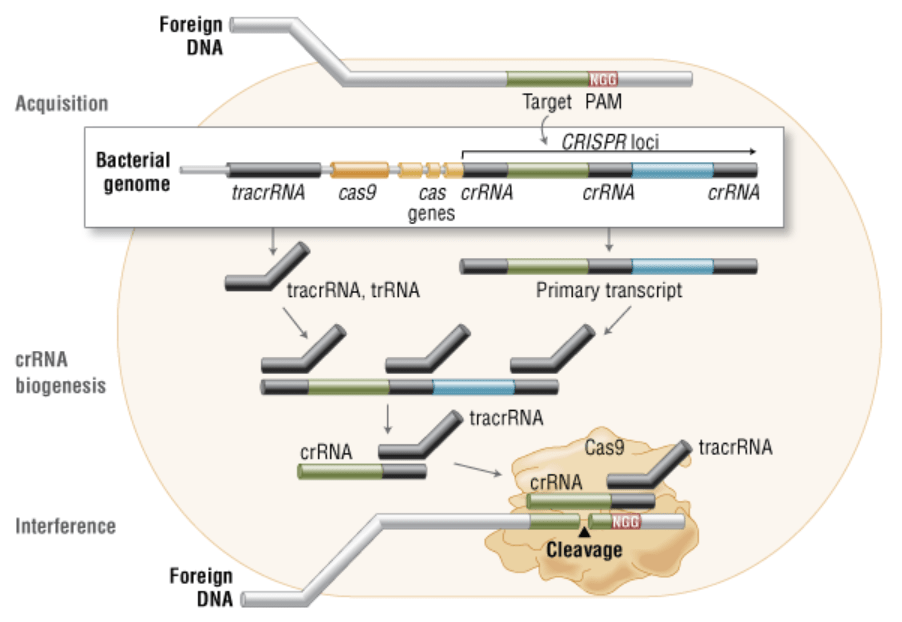 Foreign
DNA
NGG
Acquisition
Target PAM
CRISPR loci
Bacterial
genome
tracrRNA cas9 cas crRNA crRNA crRNA
genes
tracrRNA, trRNA
Primary transcript
crRNA
biogenesis
tracrRNA
crRNA
Cas9
tracrRNA
crRNA
Interference
NGG
Cleavage
Foreign
DNA